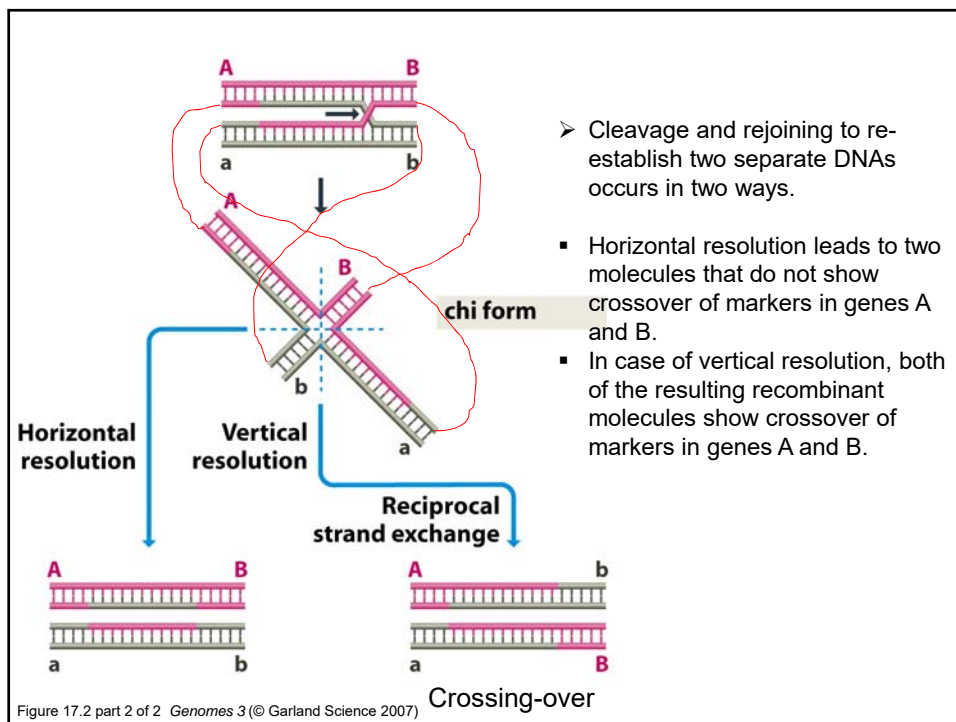 A B
a b
➢ Cleavage and rejoining to re-
establish two separate DNAs
occurs in two ways.
▪ Horizontal resolution leads to two
molecules that do not show
crossover of markers in genes A
and B.
▪ In case of vertical resolution, both
of the resulting recombinant
molecules show crossover of
markers in genes A and B.
A
B
chi form
b
a
Horizontal
resolution
Vertical
resolution
Reciprocal
strand exchange
A B
a b
A b
a B
Crossing-over
Figure 17.2 part 2 of 2 Genomes 3 (© Garland Science 2007)